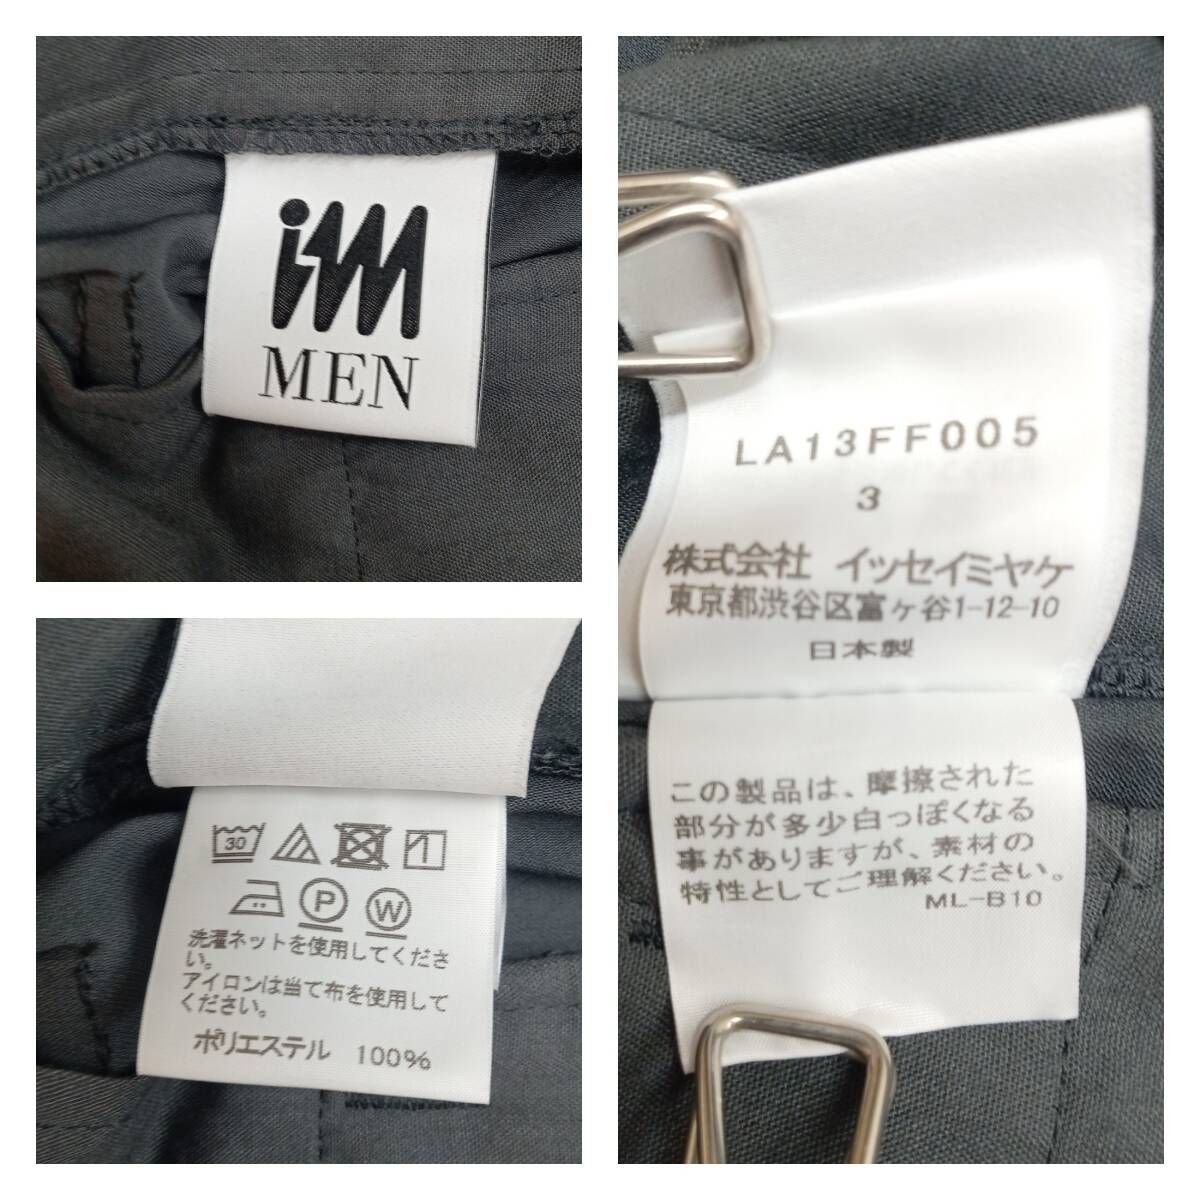 im
MEN
LA13FF005
3
株式会社 イッセイミヤケ
東京都渋谷区富ヶ谷1-12-10
日本製
この製品は、摩擦された
部分が多少白っぽくなる
事がありますが、素材の
特性としてご理解ください。
ML-B10
30
P W
洗濯ネットを使用してくださ
い。
アイロンは当て布を使用して
ください。
ポリエステル 100%